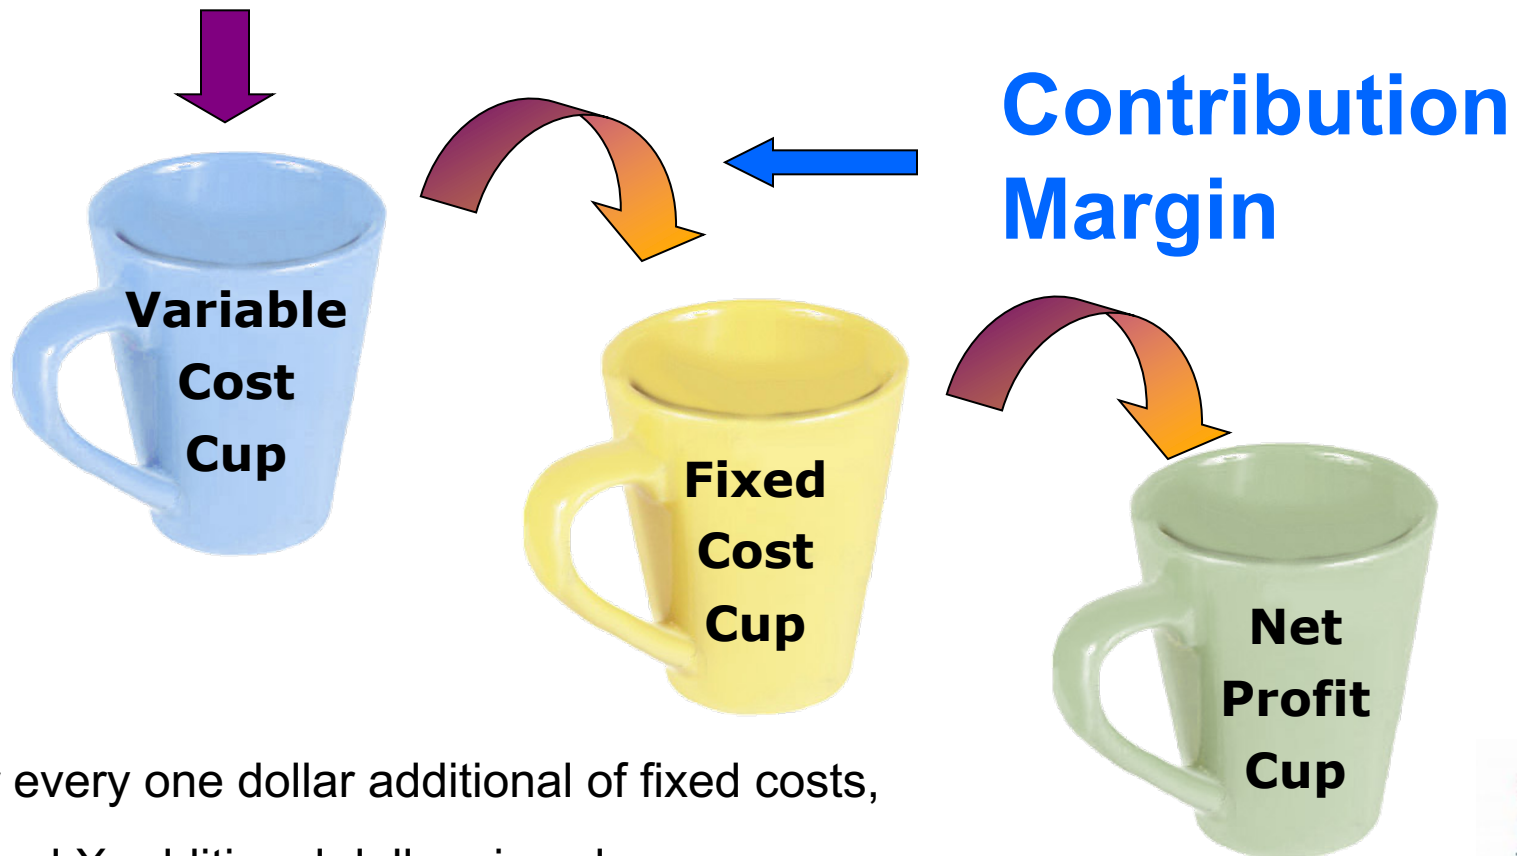 Contribution
Margin
Variable
Cost
Cup
Fixed
Cost
Cup
Net
Profit
Cup
every one dollar additional of fixed costs,